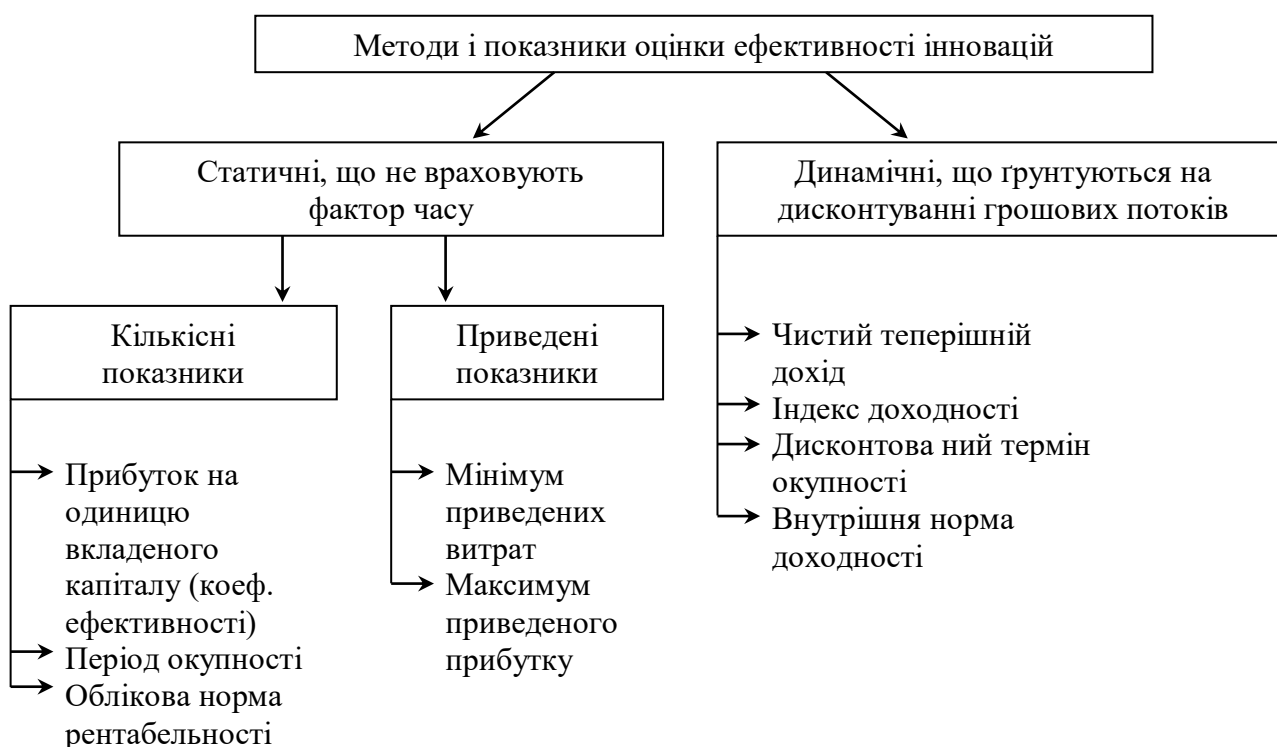 Методи і показники оцінки ефективності інновацій
Статичні, що не враховують
фактор часу
Динамічні, що ґрунтуються на
дисконтуванні грошових потоків
Кількісні
показники
Приведені
показники
Прибуток на
одиницю
вкладеного
капіталу (коеф.
ефективності)
Період окупності
Облікова норма
рентабельності
Мінімум
приведених
витрат
Максимум
приведеного
прибутку
Чистий теперішній
дохід
Індекс доходності
Дисконтова ний термін
окупності
Внутрішня норма
доходності